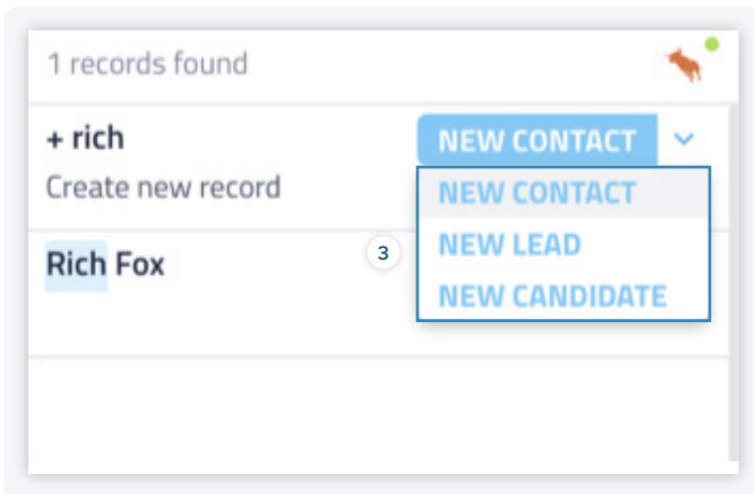 1 records found
+ rich
NEW CONTACT
Create new record
NEW CONTACT
3
NEW LEAD
Rich Fox
NEW CANDIDATE